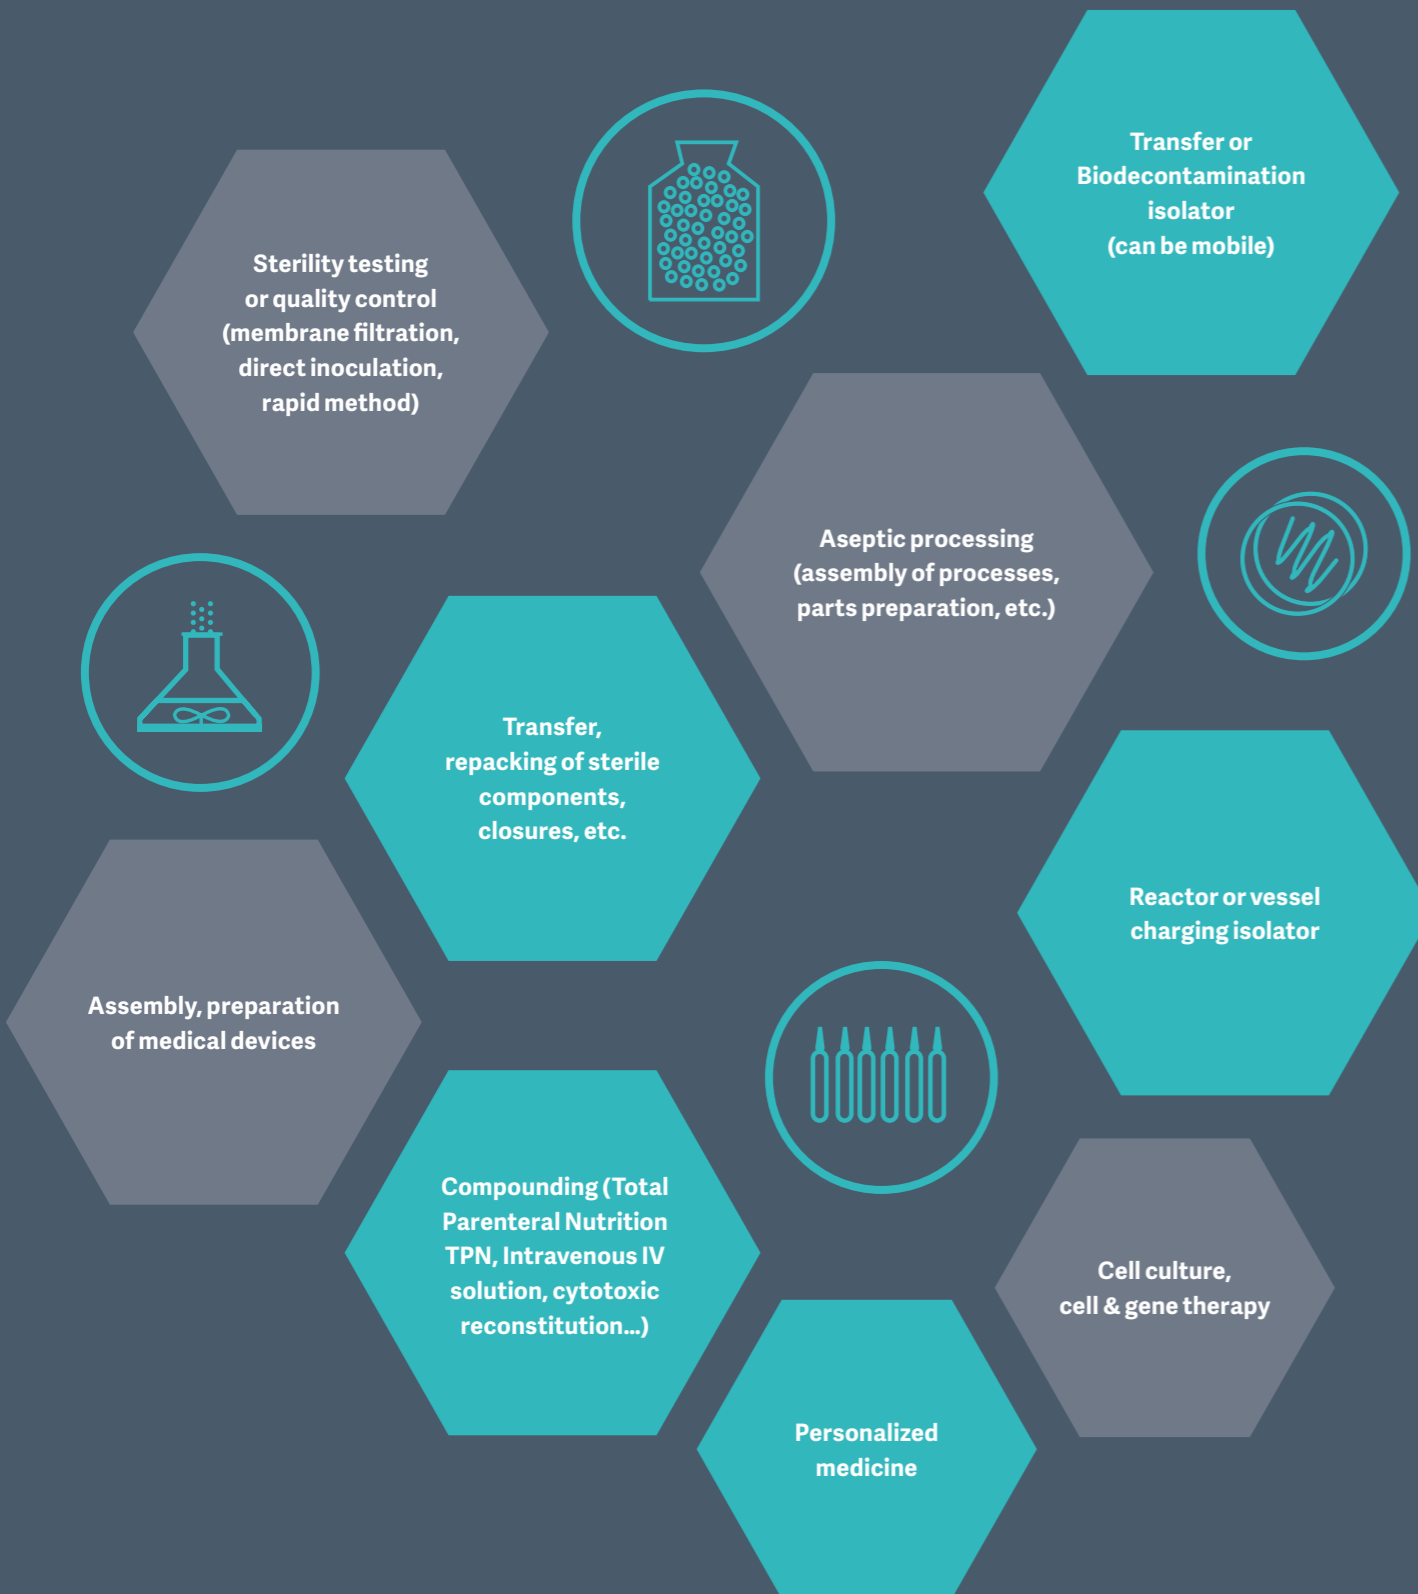 Transfer or
Biodecontamination
isolator
(can be mobile)
Sterility testing
or quality control
(membrane filtration,
direct inoculation,
rapid method)
Aseptic processing
(assembly of processes,
parts preparation, etc.)
Transfer,
repacking of sterile
components,
closures, etc.
Reactor or vessel
charging isolator
Assembly, preparation
of medical devices
Compounding (Total
Parenteral Nutrition
TPN, Intravenous IV
solution, cytotoxic
reconstitution...)
Cell culture,
cell & gene therapy
Personalized
medicine